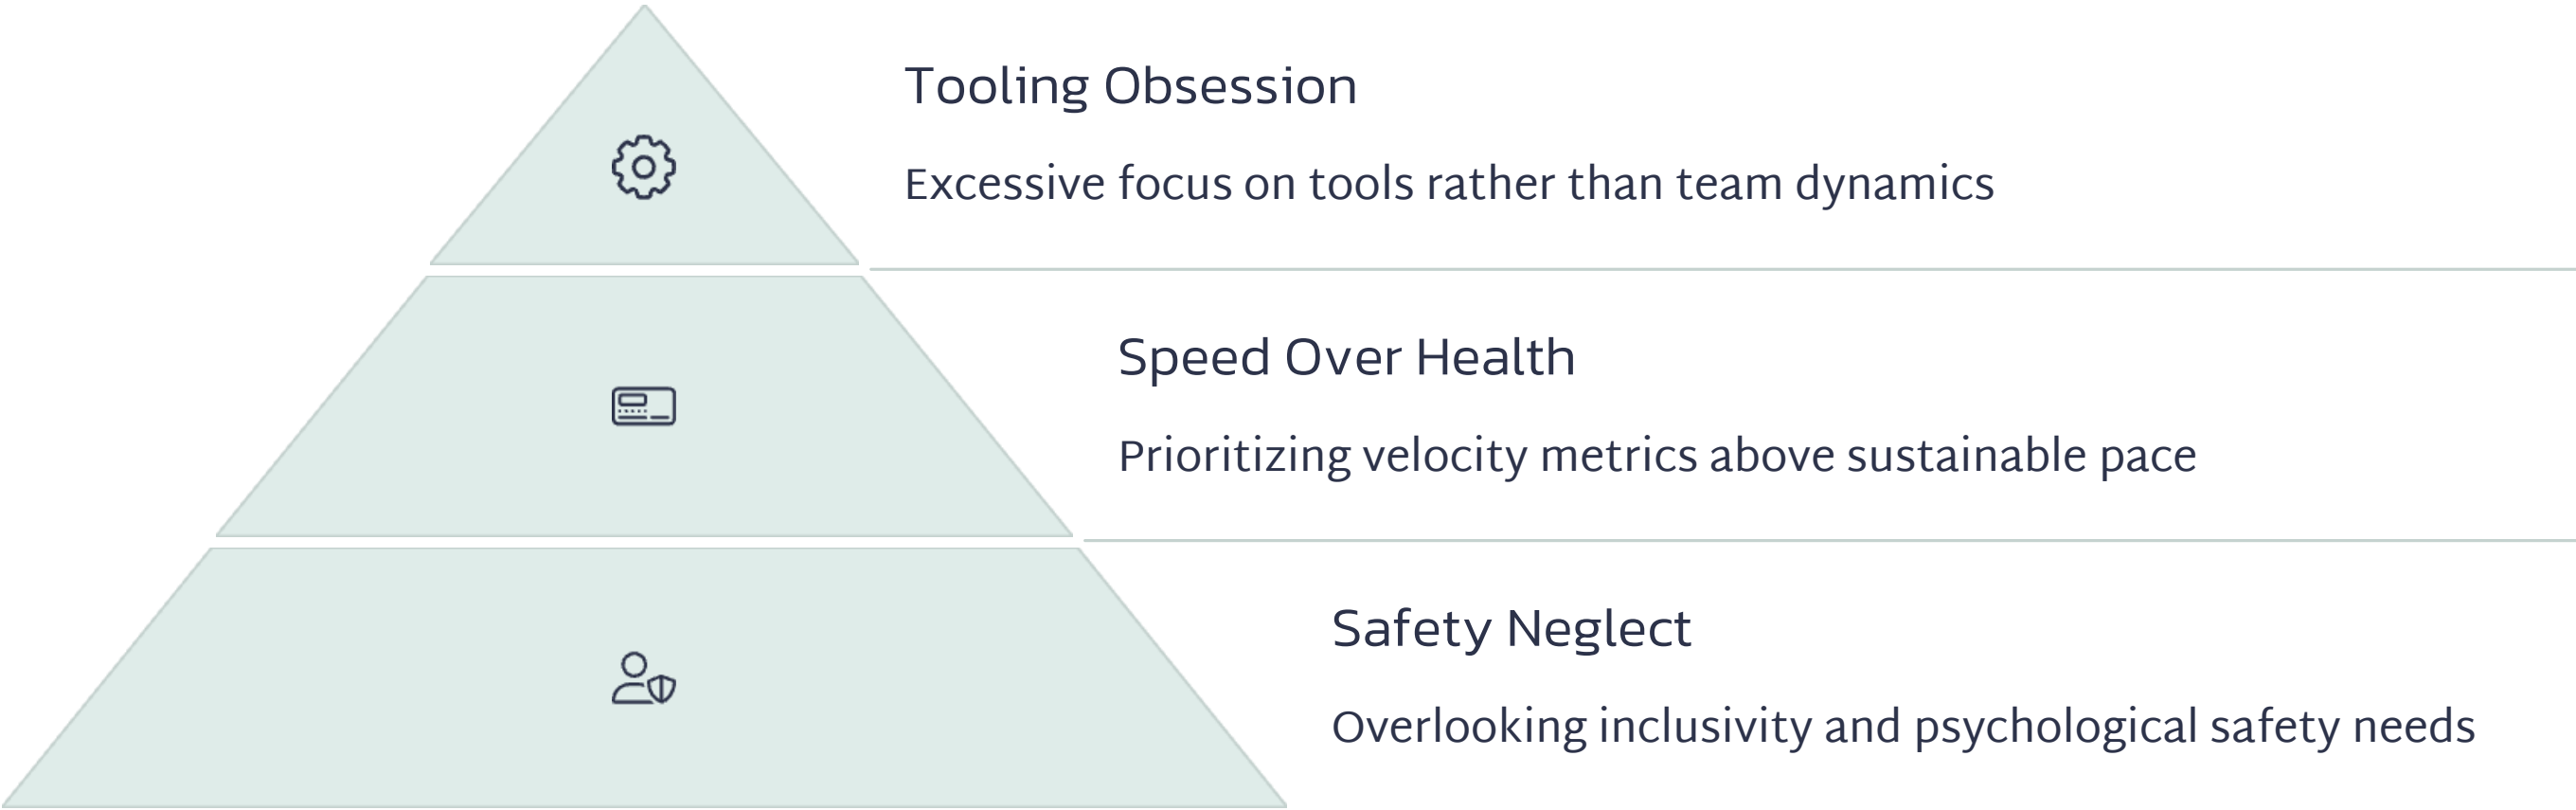 Tooling Obsession
Excessive focus on tools rather than team dynamics
Speed Over Health
Prioritizing velocity metrics above sustainable pace
Safety Neglect
Overlooking inclusivity and psychological safety needs